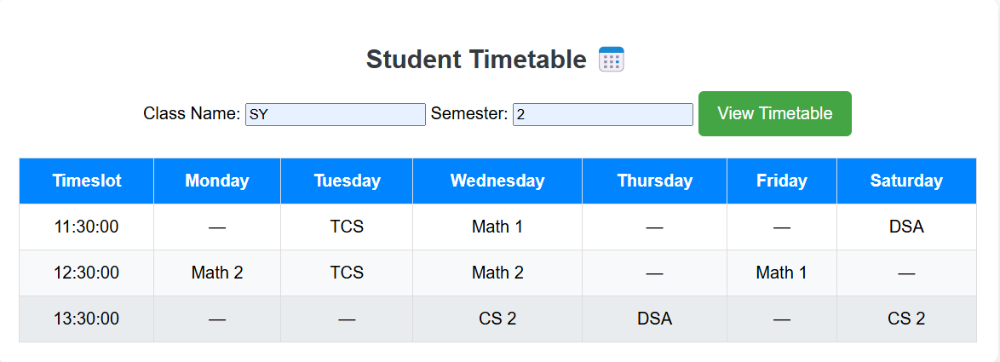 Student Timetable
Class Name: SY Semester: 2 View Timetable
Timeslot Monday Tuesday Wednesday Thursday Friday Saturday
11:30:00 — TCS Math 1 — — DSA
12:30:00 Math 2 TCS Math 2 — Math 1 —
13:30:00 — — CS 2 DSA — CS 2